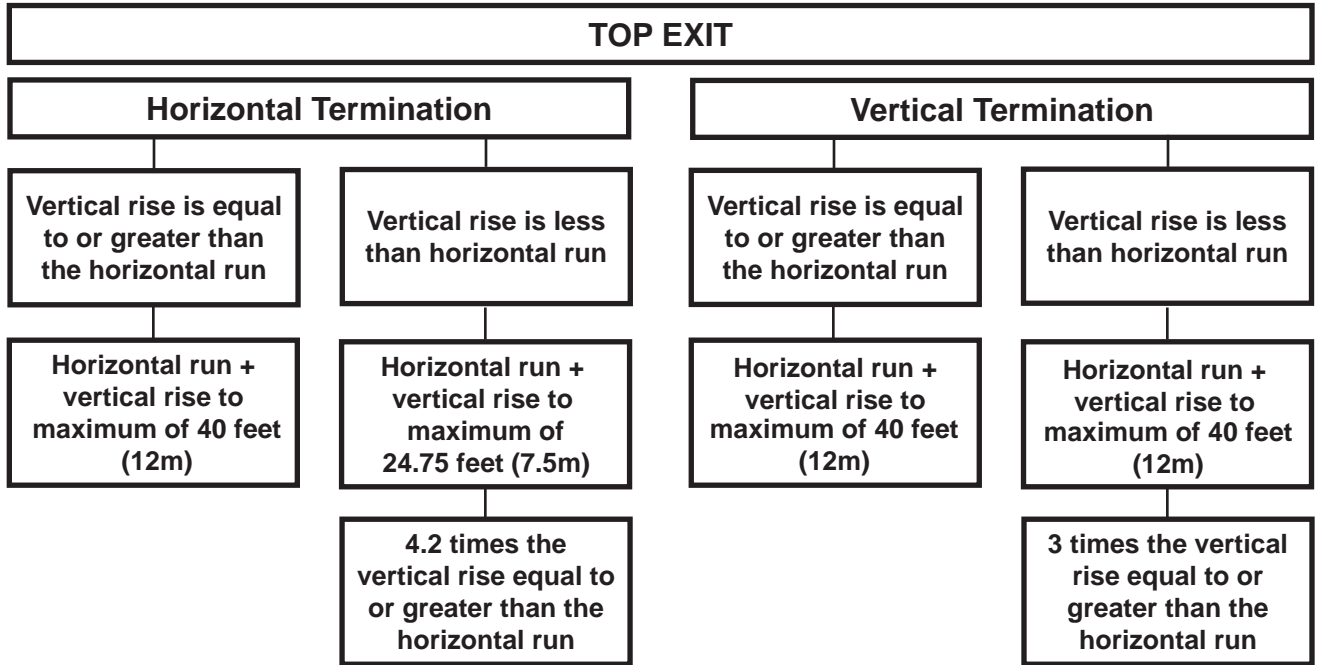 TOP EXIT
Horizontal Termination
Vertical rise is equal
to or greater than
the horizontal run
Horizontal run +
vertical rise to
maximum of 40 feet
(12m)
Vertical rise is less
than horizontal run
Horizontal run +
vertical rise to
maximum of
24.75 feet (7.5m)
4.2 times the
vertical rise equal to
or greater than the
horizontal run
Vertical Termination
Vertical rise is equal
to or greater than
the horizontal run
Horizontal run +
vertical rise to
maximum of 40 feet
(12m)
Vertical rise is less
than horizontal run
Horizontal run +
vertical rise to
maximum of 40 feet
(12m)
3 times the vertical
rise equal to or
greater than the
horizontal run